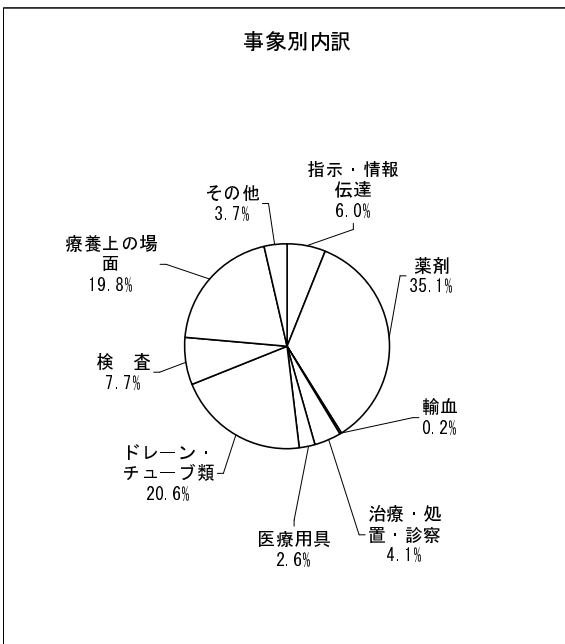 事象別内訳
指示・情報
伝達
6.0%
薬剤
35.1%
輸血
0.2%
治療・処
置・診察
4.1%
医療用具
2.6%
ドレーン・
チューブ類
20.6%
検　査
7.7%
療養上の場
面
19.8%
その他
3.7%